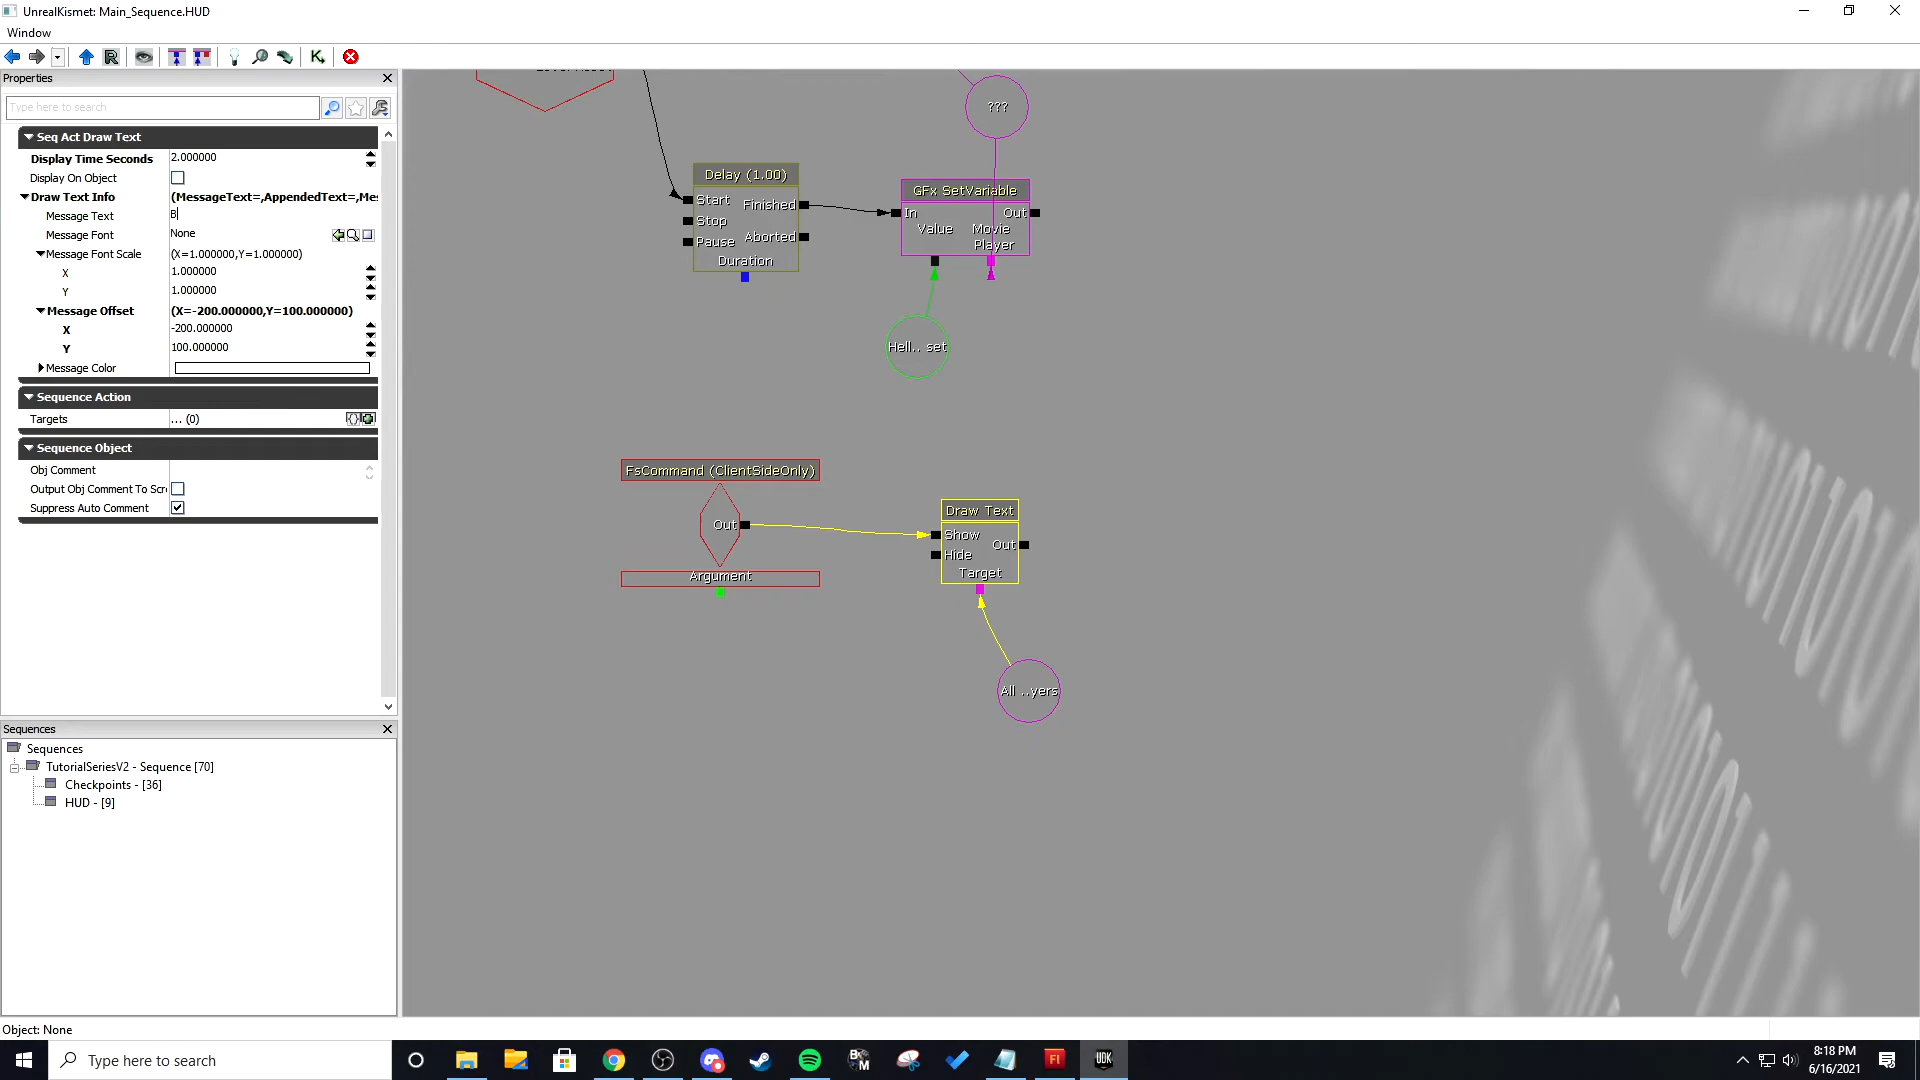 UnrealKismet: Main_Sequence.HUD
Window
Properties
Type here to search
Seq Act Draw Text
Display Time Seconds 2.000000
Display On Object
Draw Text Info (MessageText=,AppendedText=,Mes
Message Text B
Message Font None
Message Font Scale (X=1.000000,Y=1.000000)
X 1.000000
Y 1.000000
Message Offset (X=-200.000000,Y=100.000000)
X -200.000000
Y 100.000000
Message Color
Sequence Action
Targets ... (0)
Sequence Object
Obj Comment
Output Obj Comment To Scr
Suppress Auto Comment
Sequences
Sequences
TutorialSeriesV2 - Sequence [70]
Checkpoints - [36]
HUD - [9]
Object: None
???
Delay (1.00)
Start Finished
Stop
Pause Aborted
Duration
GFx SetVariable
In Out
Value Movie
Player
Hell.. set
FsCommand (ClientSideOnly)
Out
Argument
Draw Text
Show
Out
Hide
Target
All ..yers
Type here to search
Fl
UDK
8:18 PM
6/16/2021